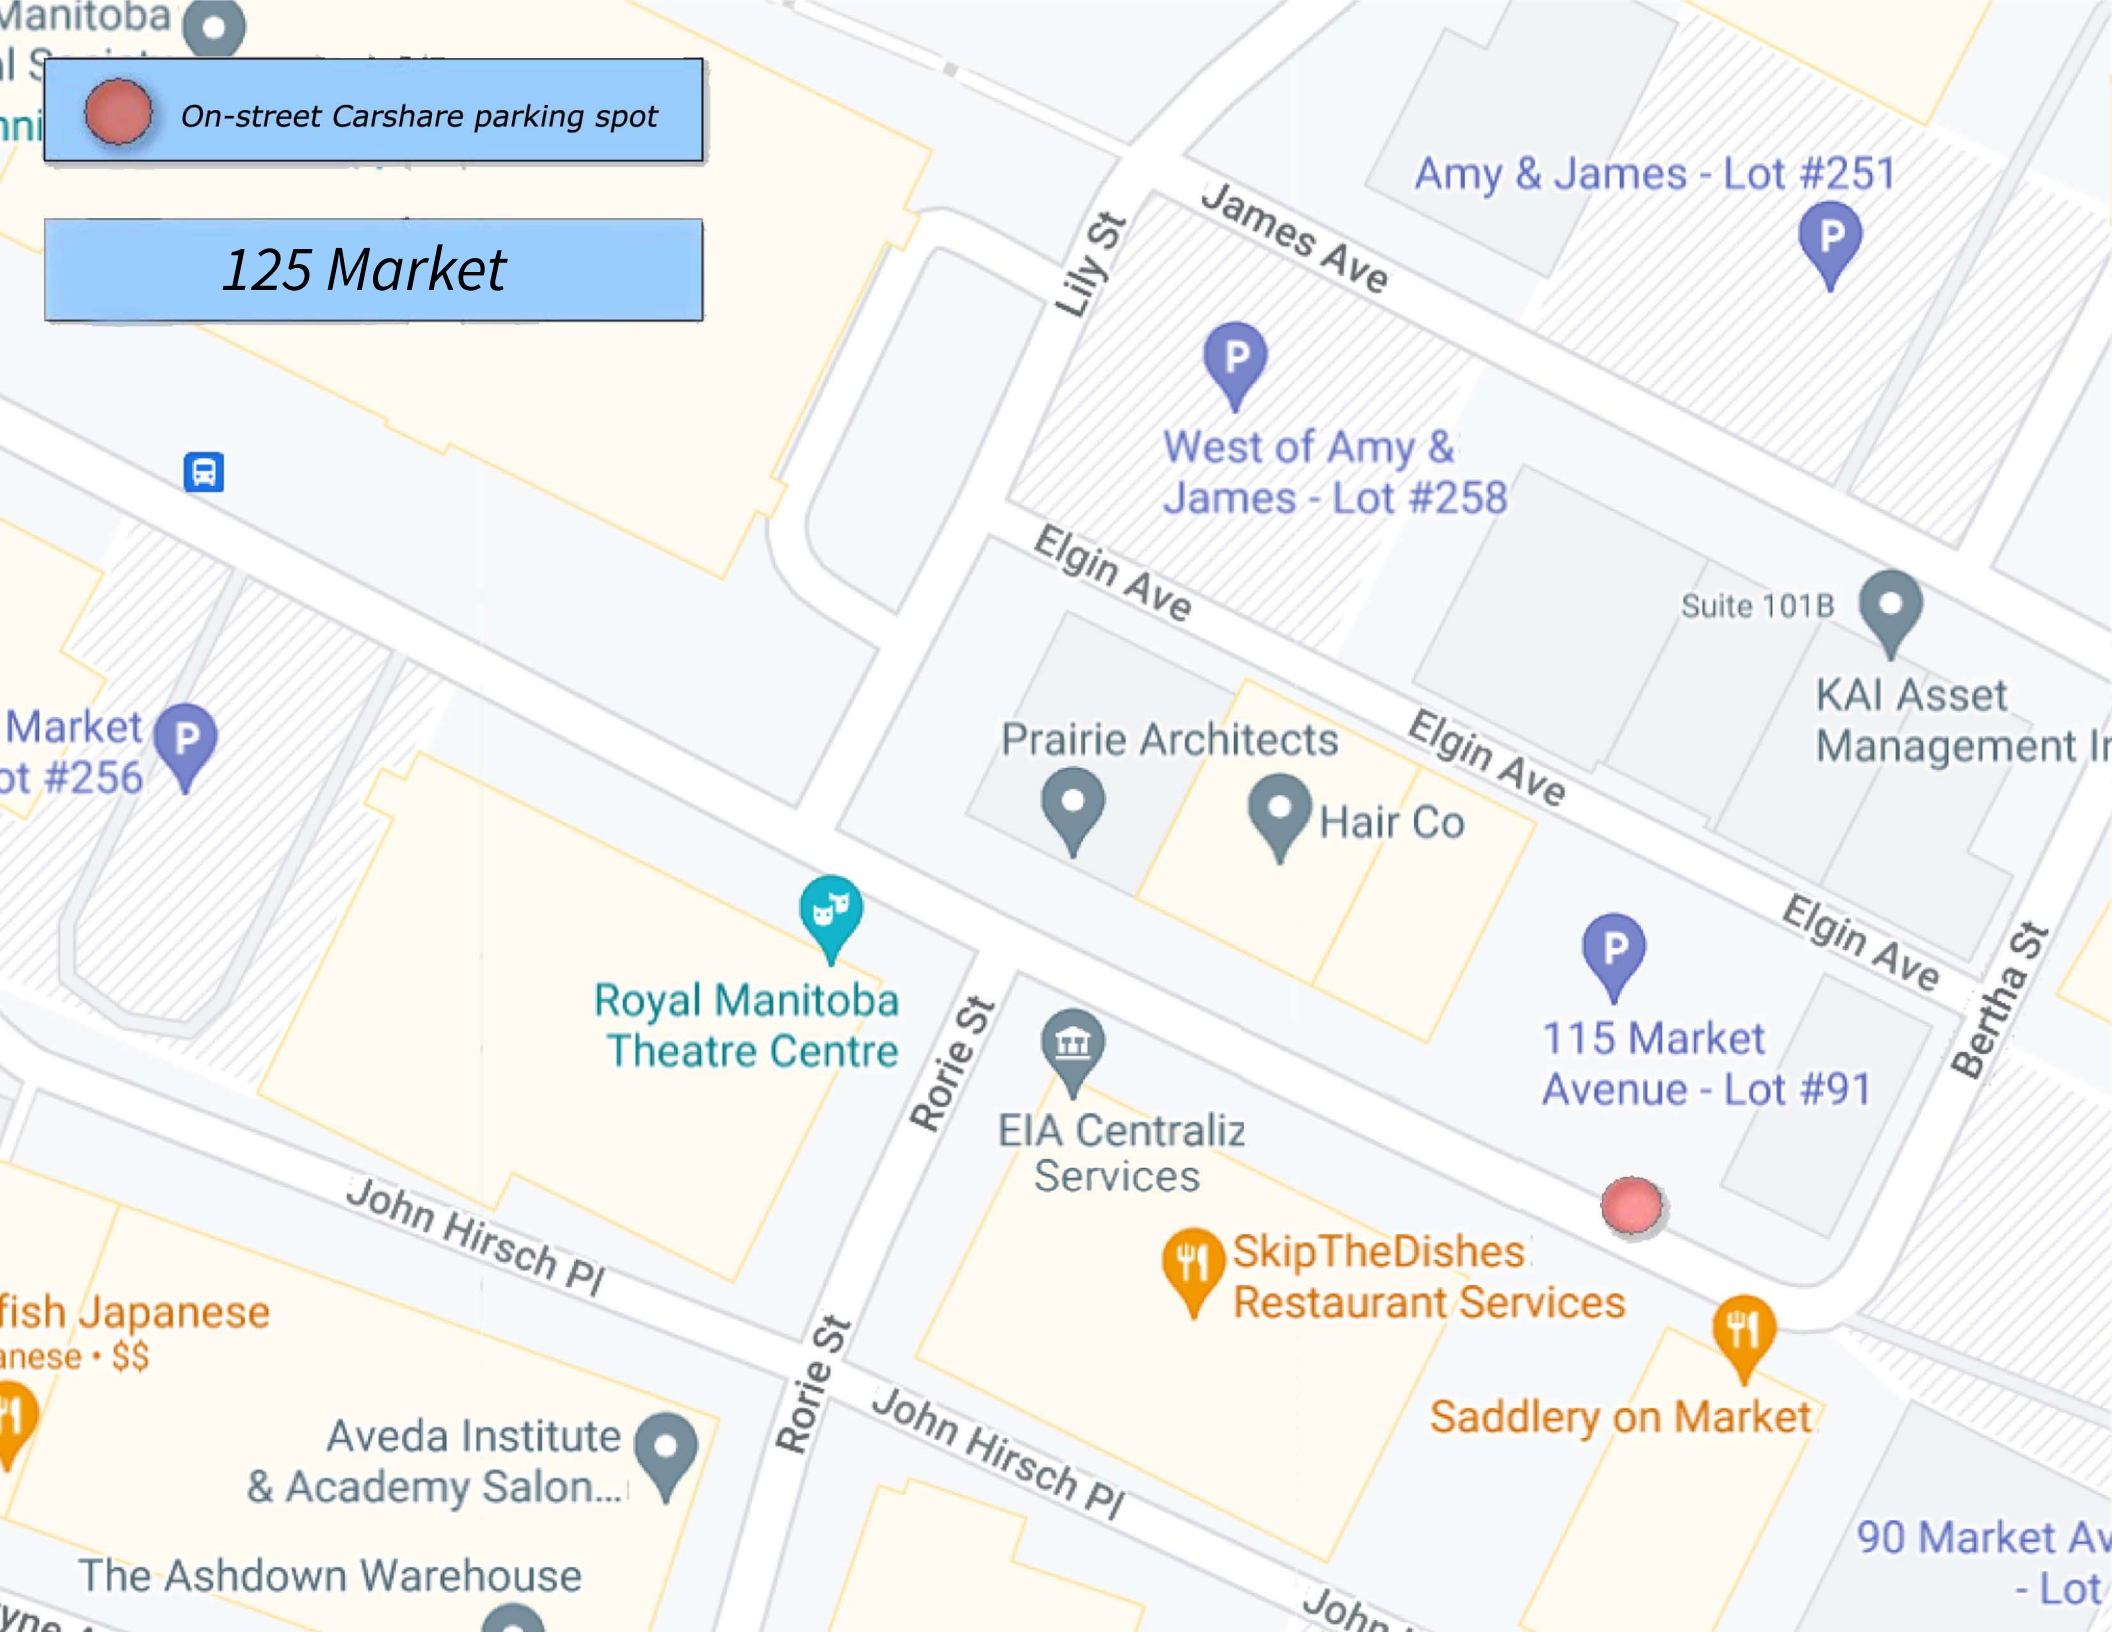 Manitoba
On-street Carshare parking spot
125 Market
Amy & James - Lot #251
James Ave
Lily St
West of Amy &
James - Lot #258
Elgin Ave
Suite 101B
KAI Asset
Management
Market
#256
Prairie Architects
Hair Co
Elgin Ave
Elgin Ave
Bertha St
Royal Manitoba
Theatre Centre
Rorie St
115 Market
Avenue - Lot #91
EIA Centraliz
Services
John Hirsch Pl
SkipTheDishes
Restaurant Services
fish Japanese
anese • $$
Rorie St
Saddlery on Market
Aveda Institute
& Academy Salon...
John Hirsch Pl
The Ashdown Warehouse
90 Market Av
- Lot
John